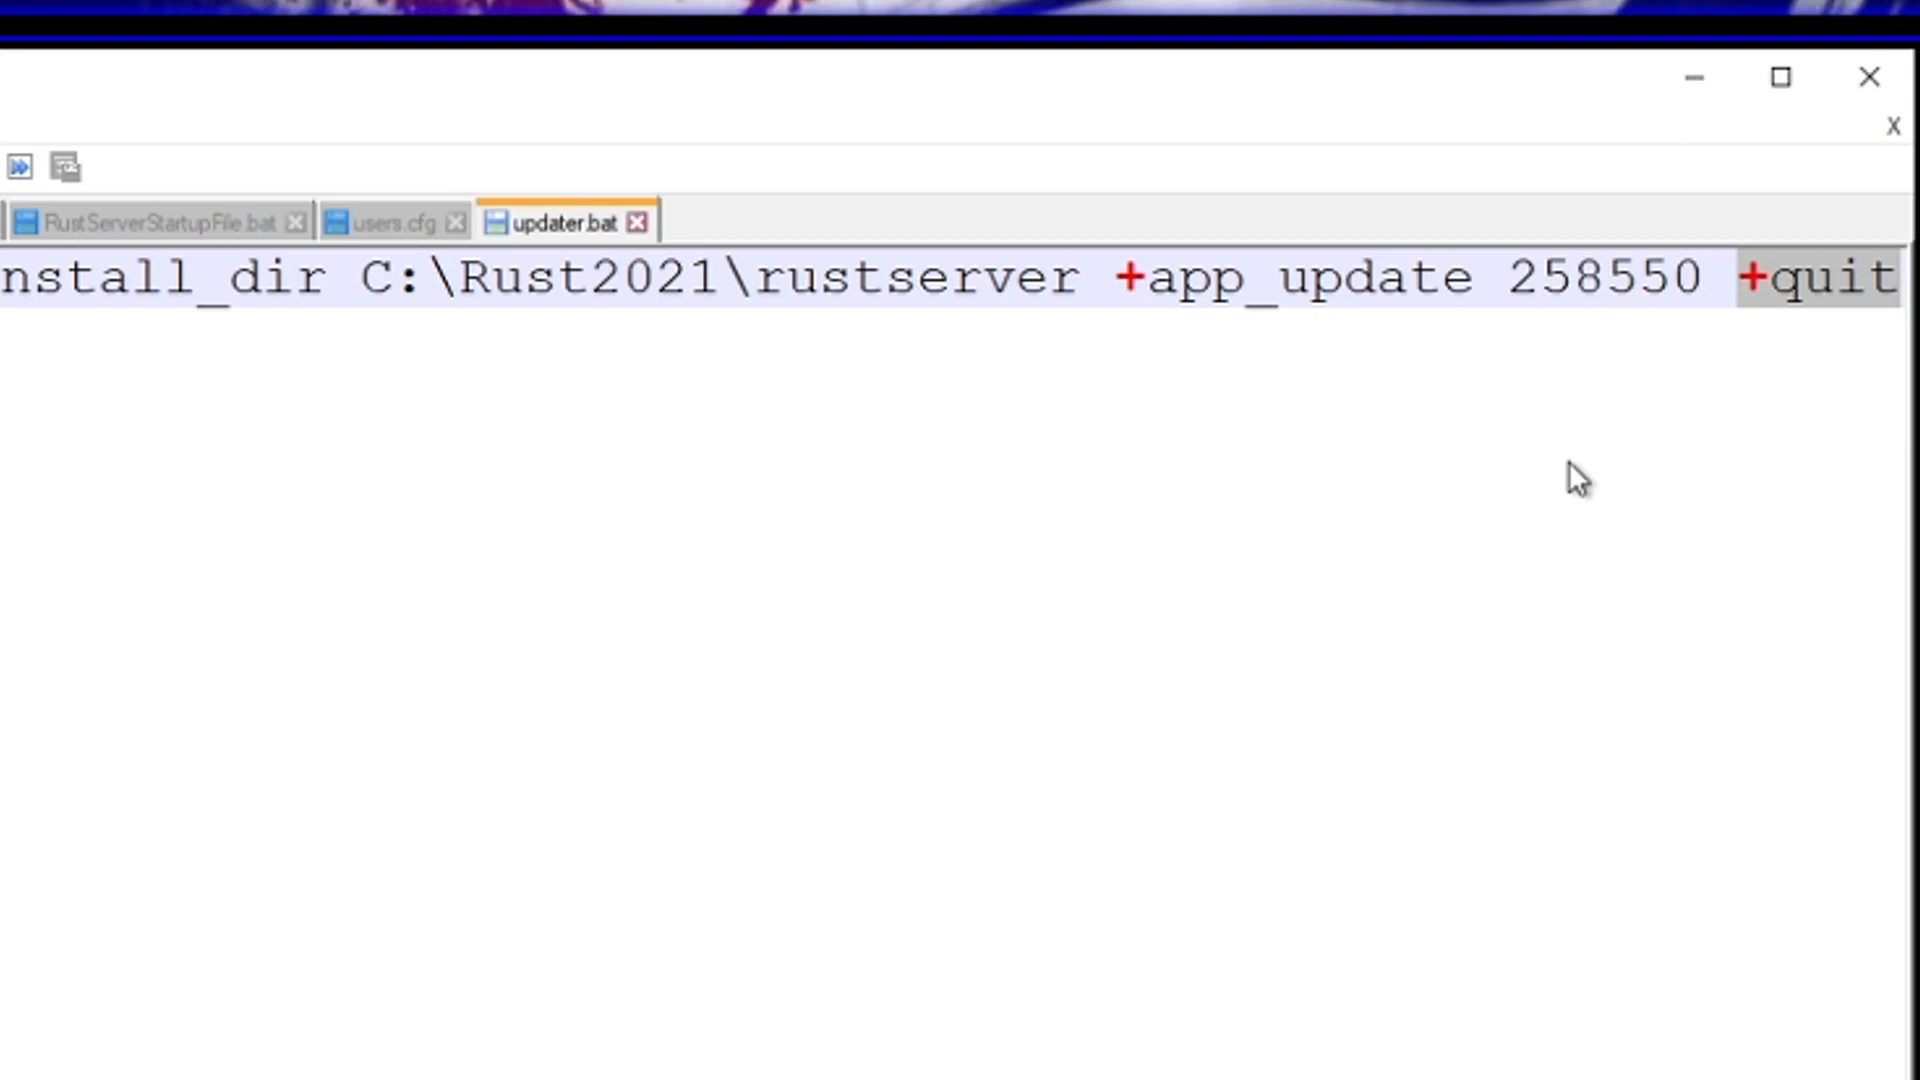 X
RustServerStartupFile.bat users.cfg updater.bat
nstall_dir C:\Rust2021\rustserver +app_update 258550 +quit